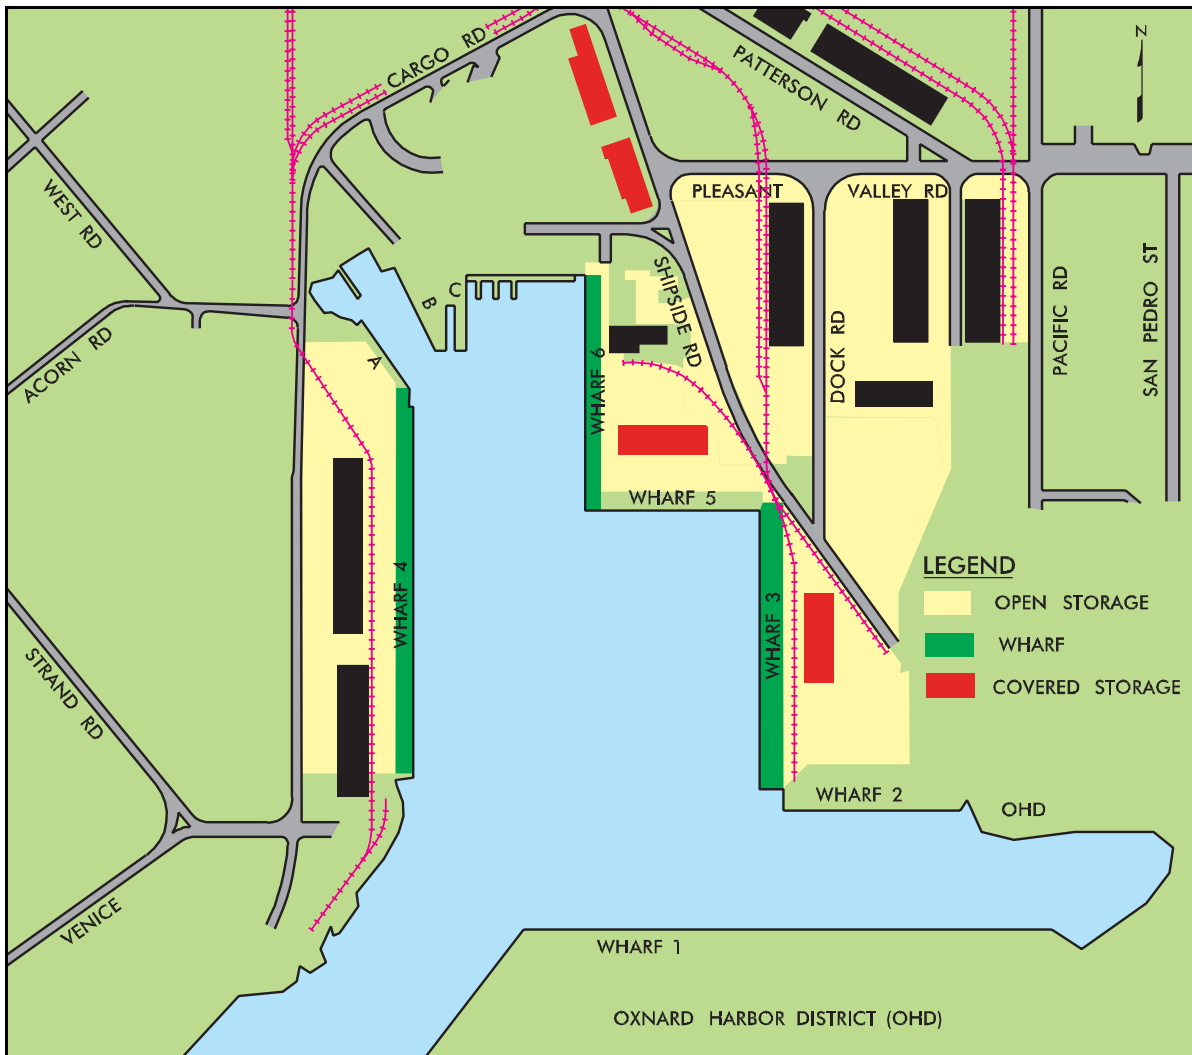 CARGO RD
PATTERSON RD
N
WEST RD
PLEASANT VALLEY RD
SHIPSIDE RD
PACIFIC RD
SAN PEDRO ST
B
C
ACORN RD
A
DOCK RD
WHARF 6
WHARF 5
WHARF 4
WHARF 3
LEGEND
OPEN STORAGE
WHARF
COVERED STORAGE
STRAND RD
WHARF 2
OHD
VENICE
WHARF 1
OXNARD HARBOR DISTRICT (OHD)